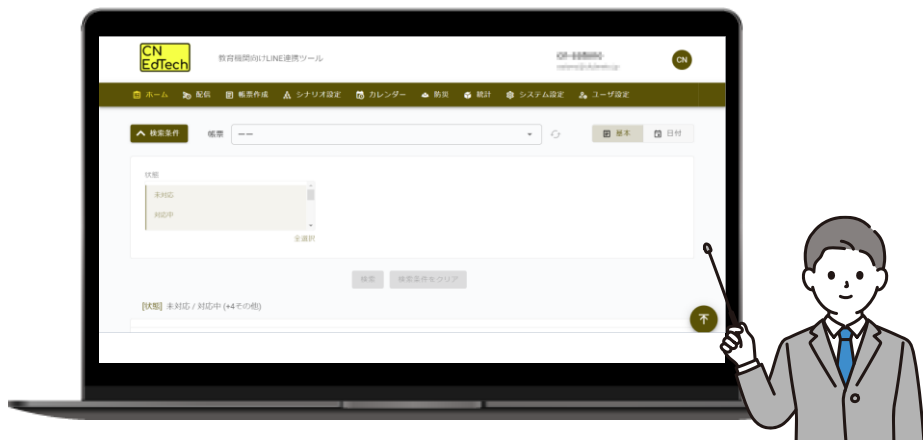 CN
EdTech
教育機関向けLINE連携ツール
CN
ホーム 配信 帳票作成 シナリオ設定 カレンダー 防災 統計 システム設定 ユーザ設定
検索条件 帳票 −− 基本 日付
状態
未対応
対応中
全選択
検索 検索条件をクリア
[状態] 未対応 / 対応中 (+4その他)